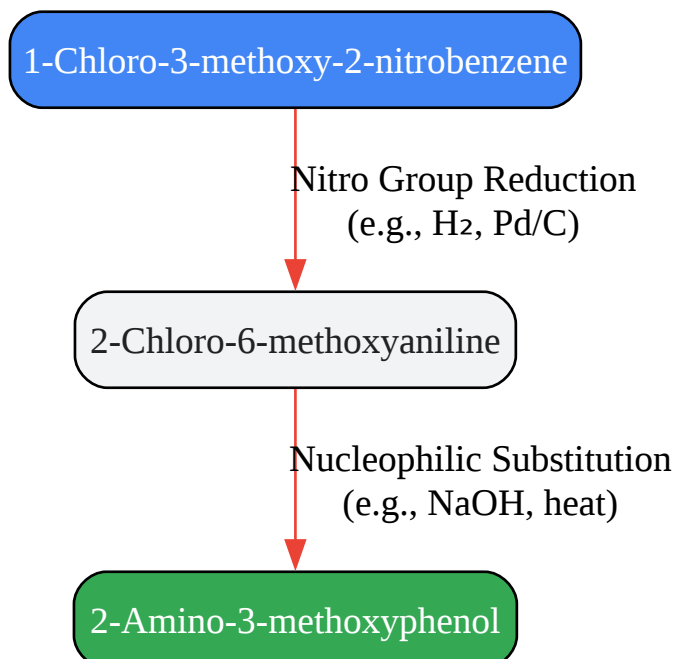 1-Chloro-3-methoxy-2-nitrobenzene
Nitro Group Reduction
(e.g., H₂, Pd/C)
2-Chloro-6-methoxyaniline
Nucleophilic Substitution
(e.g., NaOH, heat)
2-Amino-3-methoxyphenol